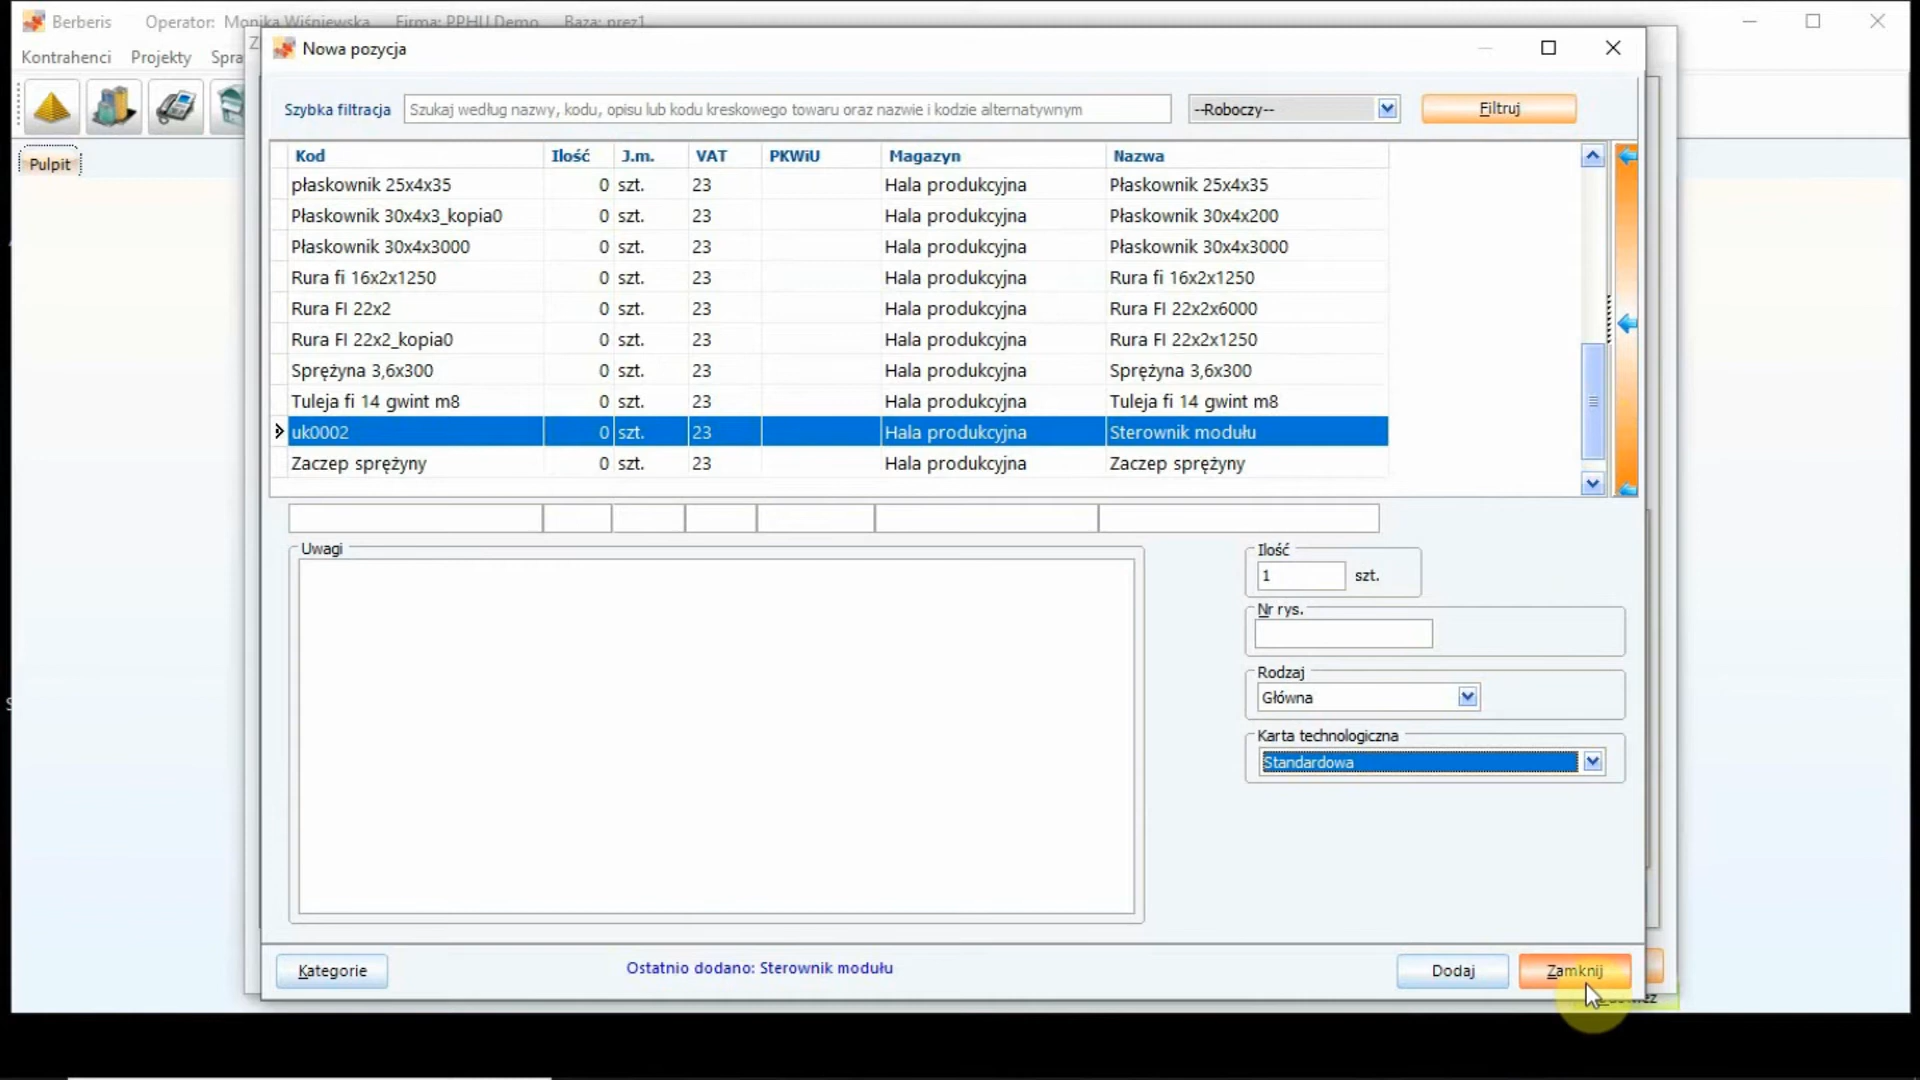 Berberis Operator: Monika Wiśniewska Firma: PPHU Demo Baza: prez1
Kontrahenci Projekty Spra
Nowa pozycja
Pulpit
Szybka filtracja Szukaj według nazwy, kodu, opisu lub kodu kreskowego towaru oraz nazwie i kodzie alternatywnym --Roboczy-- Filtruj
Kod Ilość J.m. VAT PKWiU Magazyn Nazwa
płaskownik 25x4x35 0 szt. 23 Hala produkcyjna Płaskownik 25x4x35
Płaskownik 30x4x3_kopia0 0 szt. 23 Hala produkcyjna Płaskownik 30x4x200
Płaskownik 30x4x3000 0 szt. 23 Hala produkcyjna Płaskownik 30x4x3000
Rura fi 16x2x1250 0 szt. 23 Hala produkcyjna Rura fi 16x2x1250
Rura FI 22x2 0 szt. 23 Hala produkcyjna Rura FI 22x2x6000
Rura FI 22x2_kopia0 0 szt. 23 Hala produkcyjna Rura FI 22x2x1250
Sprężyna 3,6x300 0 szt. 23 Hala produkcyjna Sprężyna 3,6x300
Tuleja fi 14 gwint m8 0 szt. 23 Hala produkcyjna Tuleja fi 14 gwint m8
uk0002 0 szt. 23 Hala produkcyjna Sterownik modułu
Zaczep sprężyny 0 szt. 23 Hala produkcyjna Zaczep sprężyny
Uwagi
Ilość
1 szt.
Nr rys.
Rodzaj
Główna
Karta technologiczna
Standardowa
Kategorie Ostatnio dodano: Sterownik modułu Dodaj Zamknij